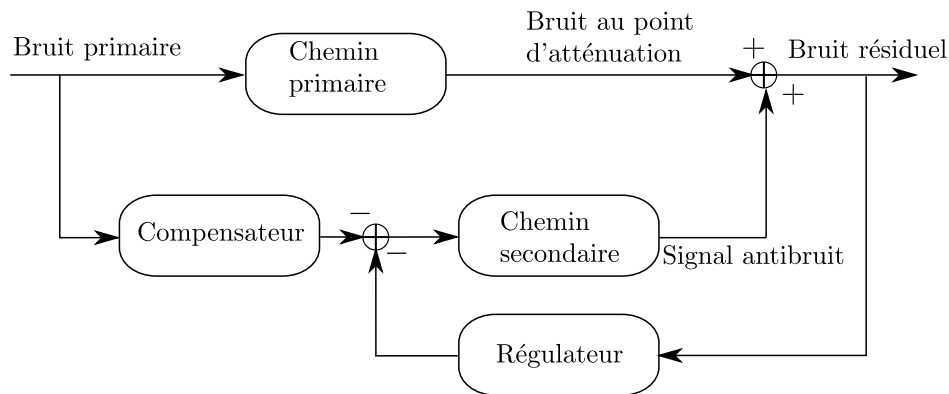 Bruit primaire
Chemin
primaire
Bruit au point
d'atténuation
+
+
Bruit résiduel
Compensateur
−
−
Chemin
secondaire
Signal antibruit
Régulateur